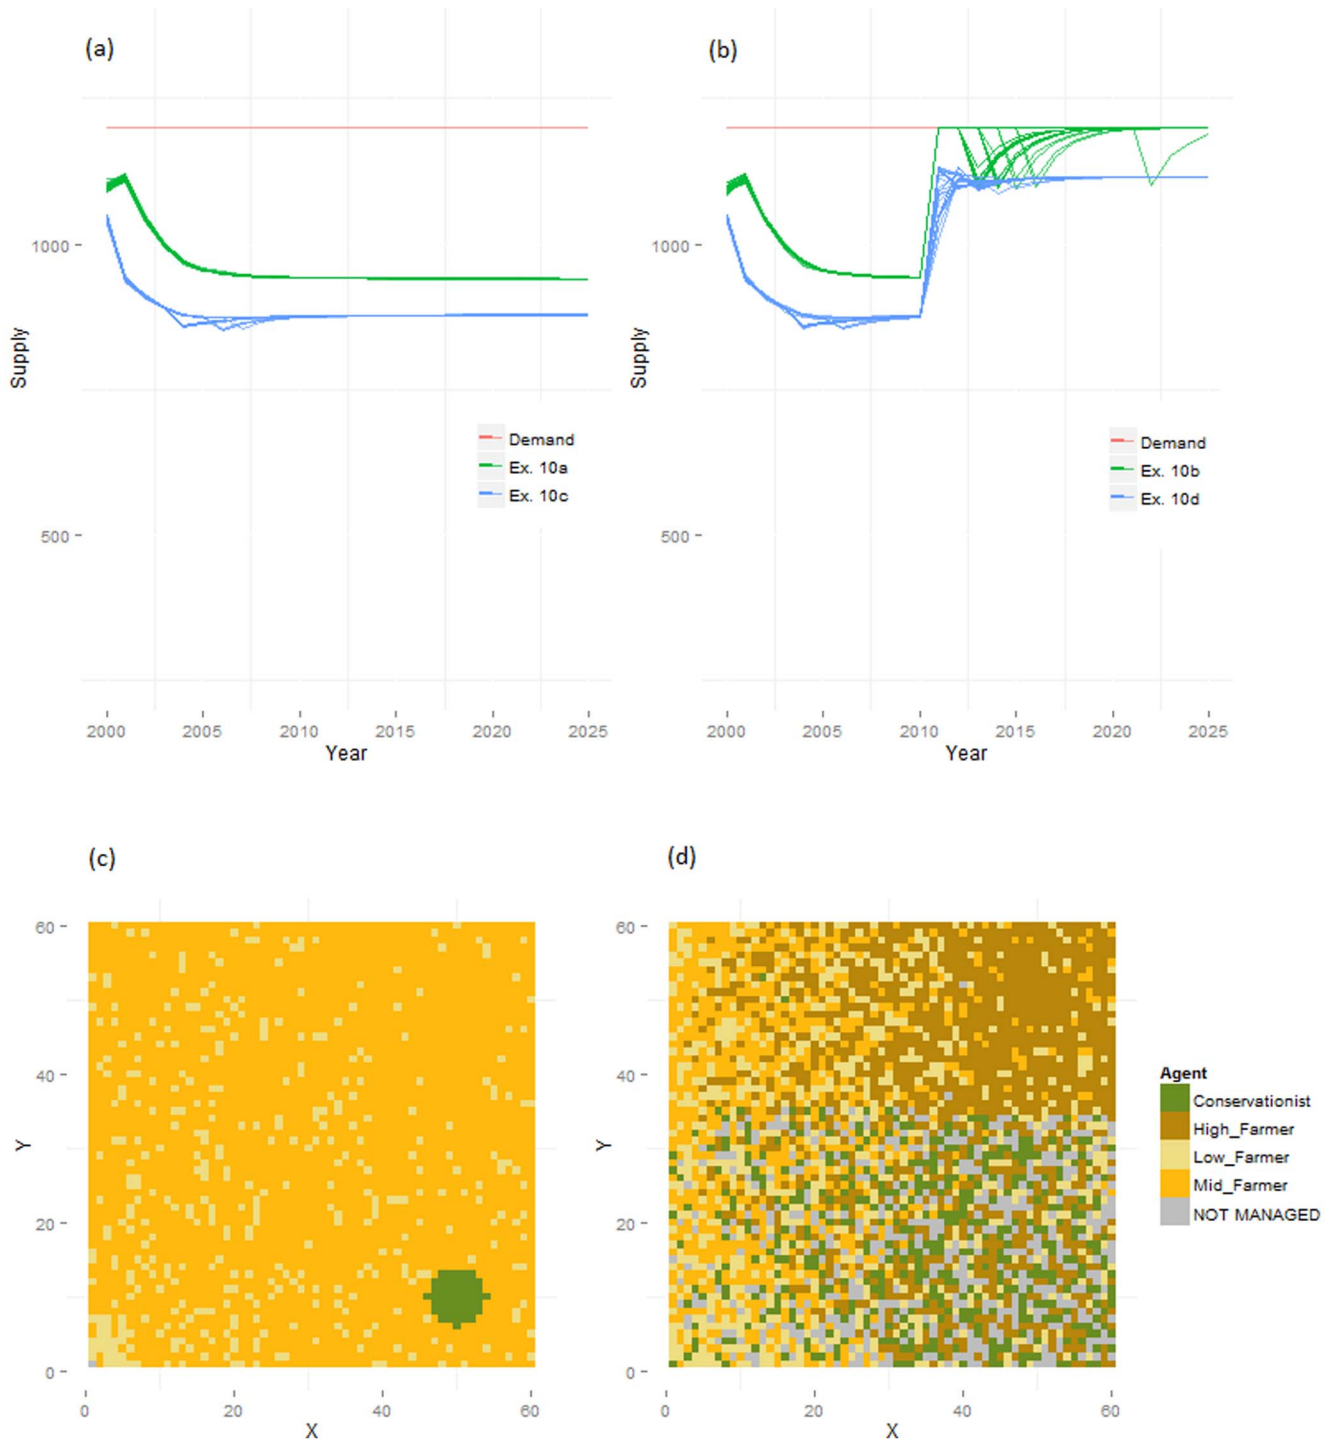 (a)
(b)
1000
1000
Supply
Supply
Demand
Ex. 10a
Ex. 10c
Demand
Ex. 10b
Ex. 10d
500
500
2000 2005 2010 2015 2020 2025
2000 2005 2010 2015 2020 2025
Year
Year
(c)
(d)
60
60
40
40
Y
Y
20
20
0
0
0 20 40 60
0 20 40 60
X
X
Agent
Conservationist
High_Farmer
Low_Farmer
Mid_Farmer
NOT MANAGED